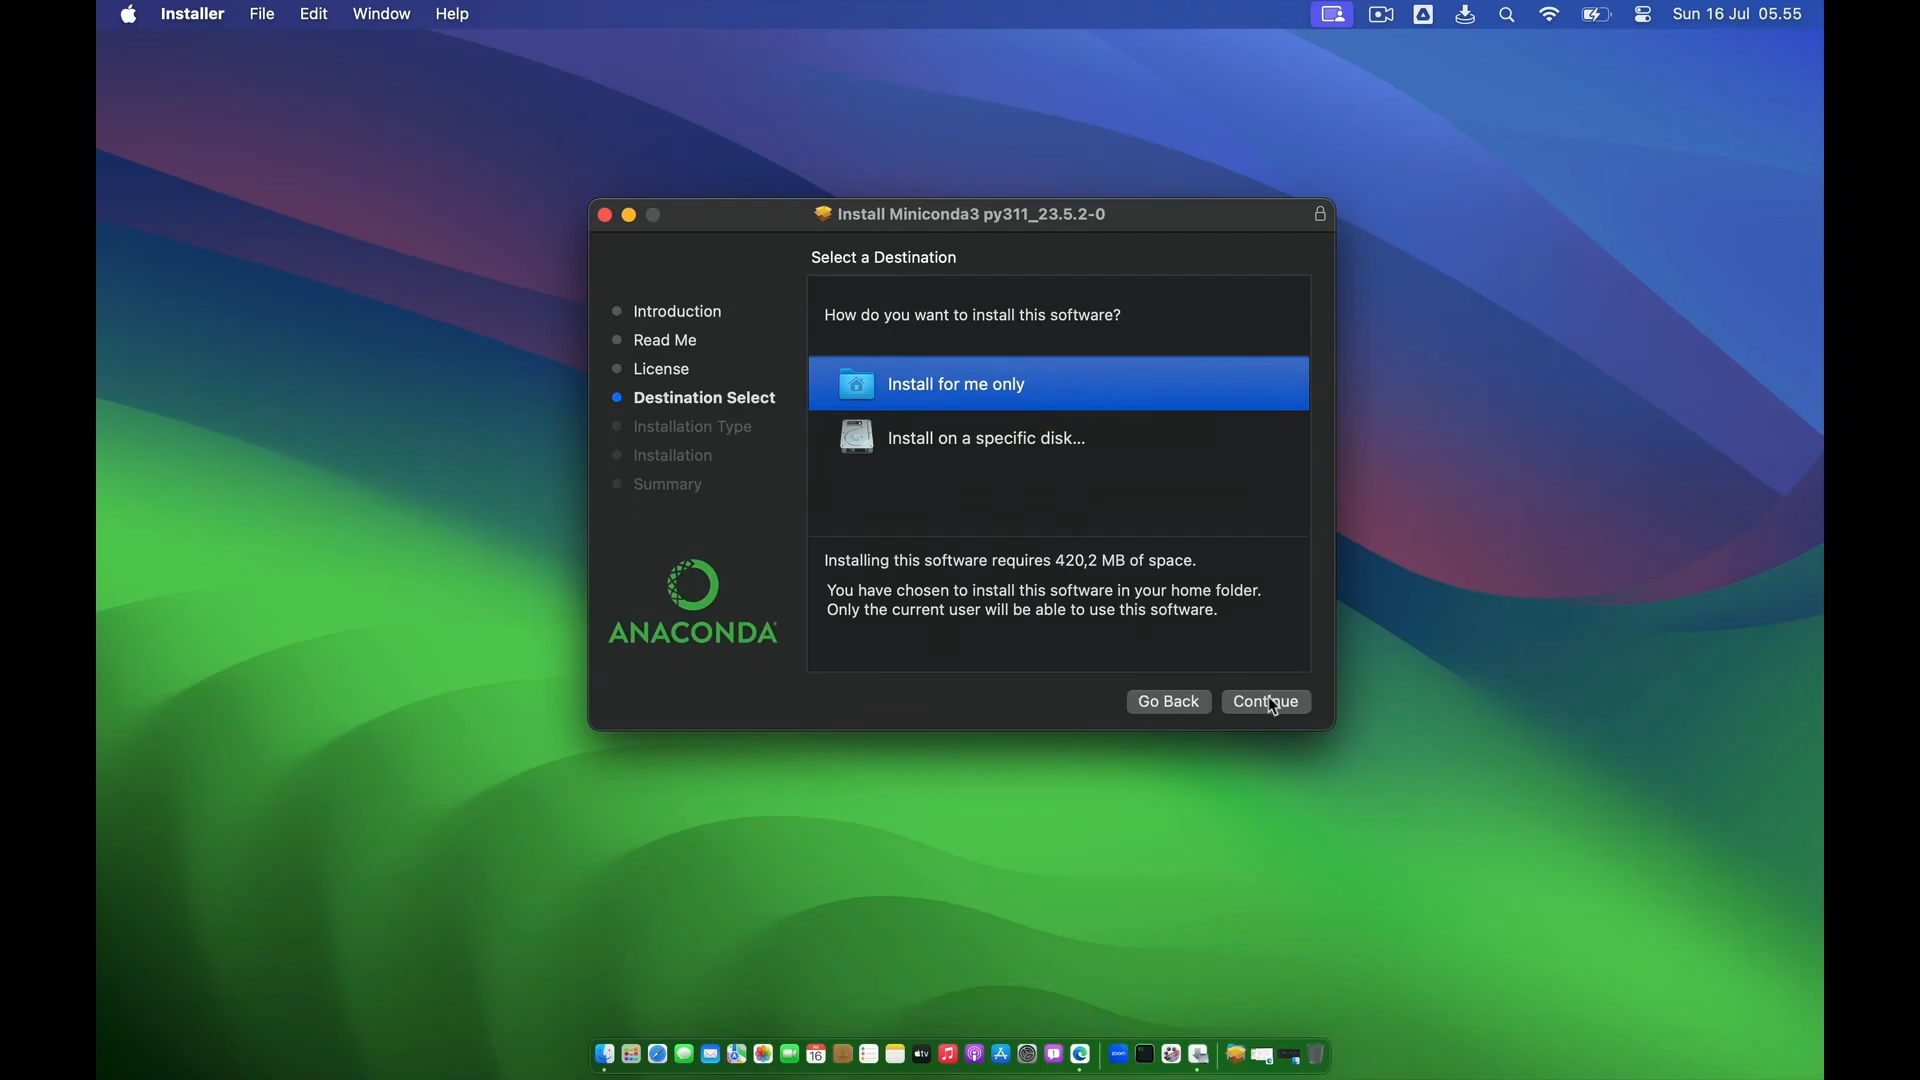 Installer File Edit Window Help
Sun 16 Jul 05.55
Install Miniconda3 py311_23.5.2-0
Select a Destination
Introduction
Read Me
License
Destination Select
Installation Type
Installation
Summary
ANACONDA
How do you want to install this software?
Install for me only
Install on a specific disk...
Installing this software requires 420,2 MB of space.
You have chosen to install this software in your home folder.
Only the current user will be able to use this software.
Go Back
Continue
16
tv
zoom